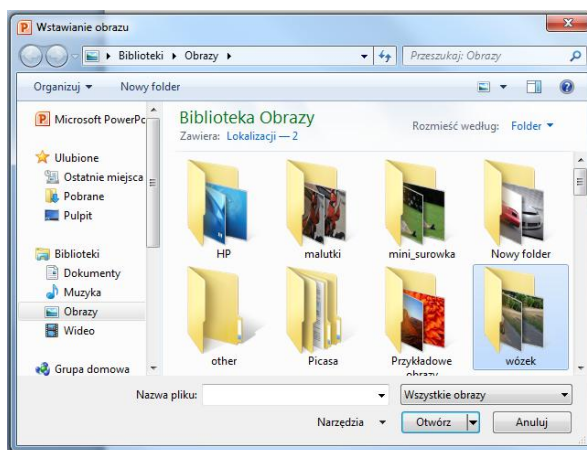 Wstawianie obrazu
Biblioteki
Obrazy
Przeszukaj: Obrazy
Organizuj
Nowy folder
Microsoft PowerPc
Ulubione
Ostatnie miejsca
Pobrane
Pulpit
Biblioteki
Dokumenty
Muzyka
Obrazy
Wideo
Grupa domowa
Biblioteka Obrazy
Zawiera: Lokalizacji — 2
Rozmieść według: Folder
HP
malutki
mini_surowka
Nowy folder
other
Picasa
Przykładowe
obrazy
wózek
Nazwa pliku:
Wszystkie obrazy
Narzędzia
Otwórz
Anuluj